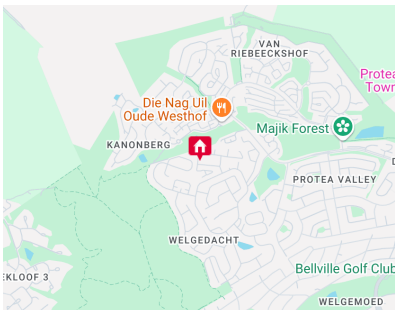 VAN
RIEBEECKSHOF
Protea
Town
Die Nag Uil
Oude Westhof
Majik Forest
KANONBERG
PROTEA VALLEY
WELGEDACHT
EKLOOF 3
Bellville Golf Club
WELGEMOED